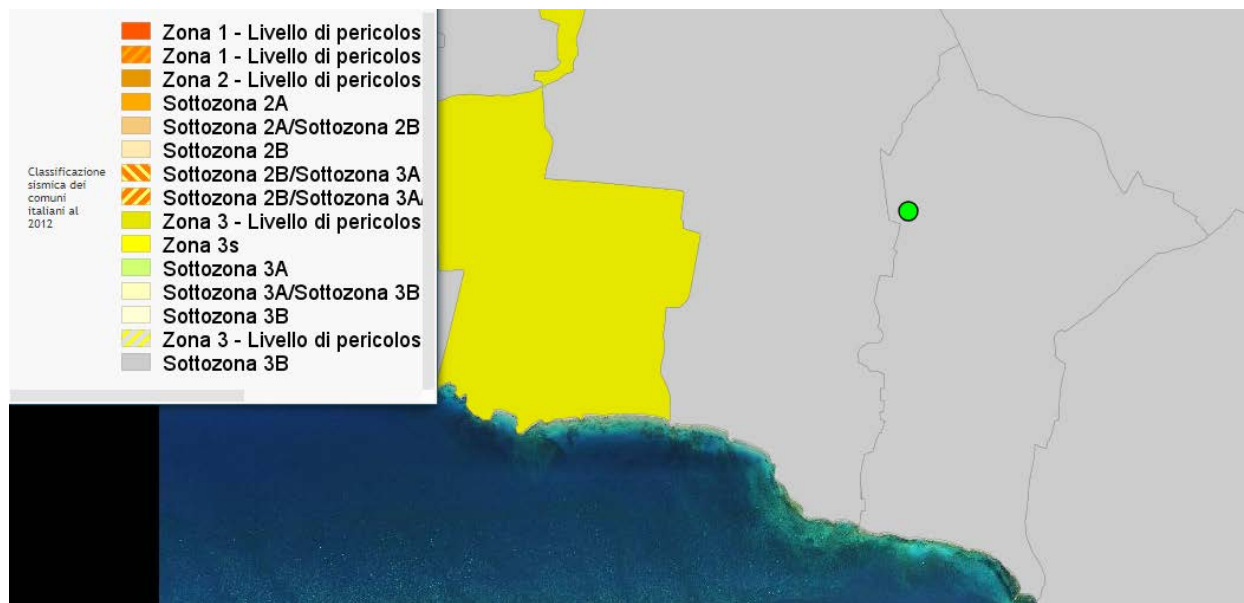 Zona 1 - Livello di pericolos
Zona 1 - Livello di pericolos
Zona 2 - Livello di pericolos
Sottozona 2A
Sottozona 2A/Sottozona 2B
Sottozona 2B
Sottozona 2B/Sottozona 3A
Sottozona 2B/Sottozona 3A/
Zona 3 - Livello di pericolos
Zona 3s
Sottozona 3A
Sottozona 3A/Sottozona 3B
Sottozona 3B
Zona 3 - Livello di pericolos
Sottozona 3B
Classificazione
sismica dei
comuni
italiani al
2012